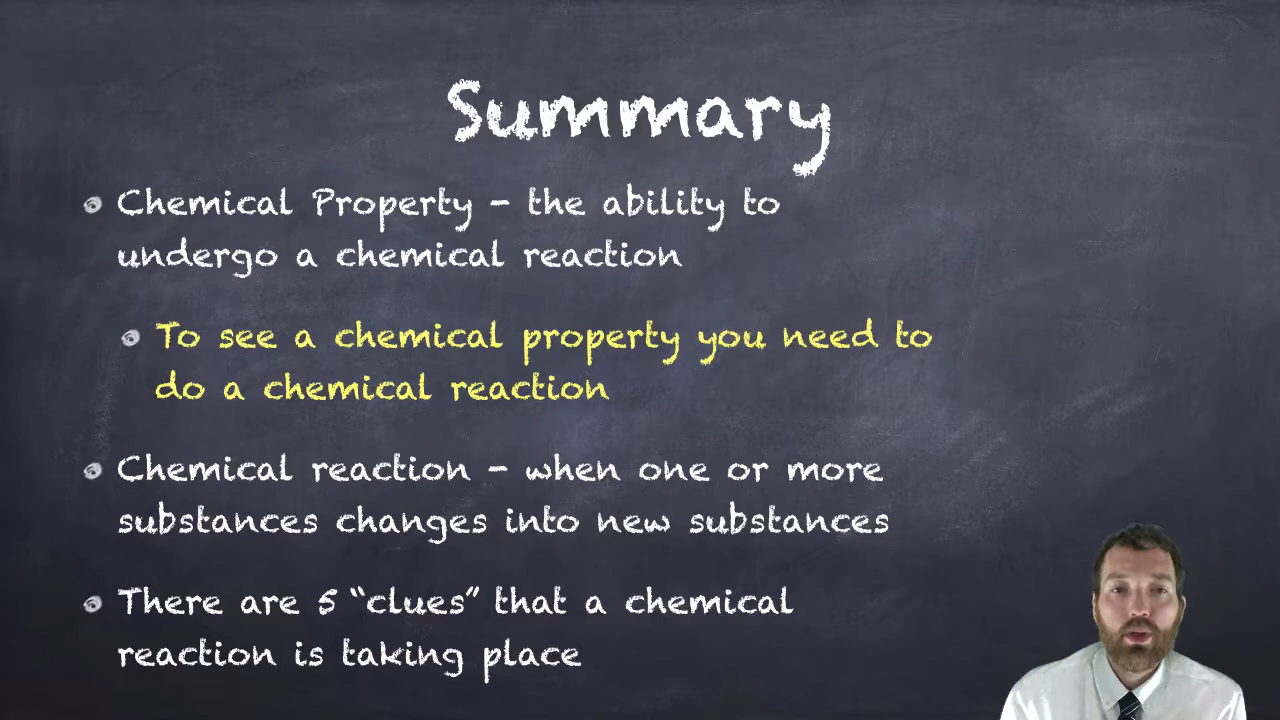 Summary
Chemical Property - the ability to
undergo a chemical reaction
To see a chemical property you need to
do a chemical reaction
Chemical reaction - when one or more
substances changes into new substances
There are 5 “clues” that a chemical
reaction is taking place